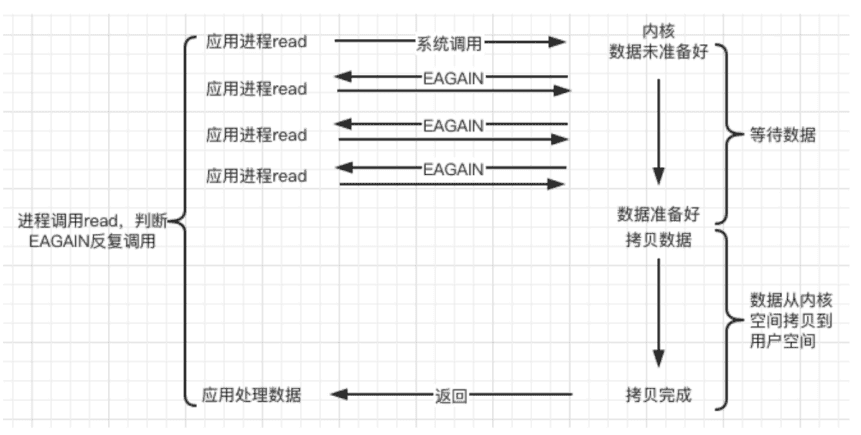 应用进程read
系统调用
内核
数据未准备好
应用进程read
EAGAIN
应用进程read
EAGAIN
等待数据
应用进程read
EAGAIN
进程调用read，判断
EAGAIN反复调用
数据准备好
拷贝数据
数据从内核
空间拷贝到
用户空间
应用处理数据
返回
拷贝完成